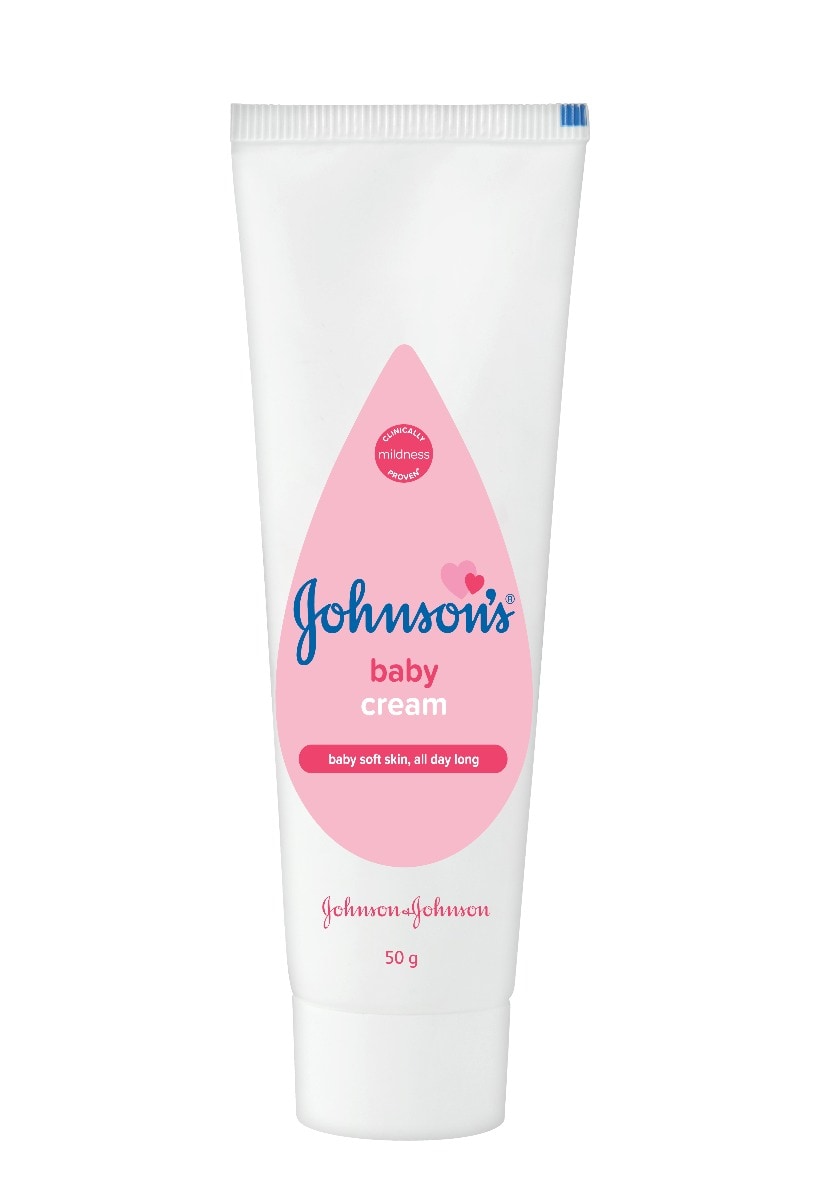 CLINICALLY
mildness
PROVEN*
Johnson's®
baby
cream
baby soft skin, all day long
Johnson & Johnson
50 g